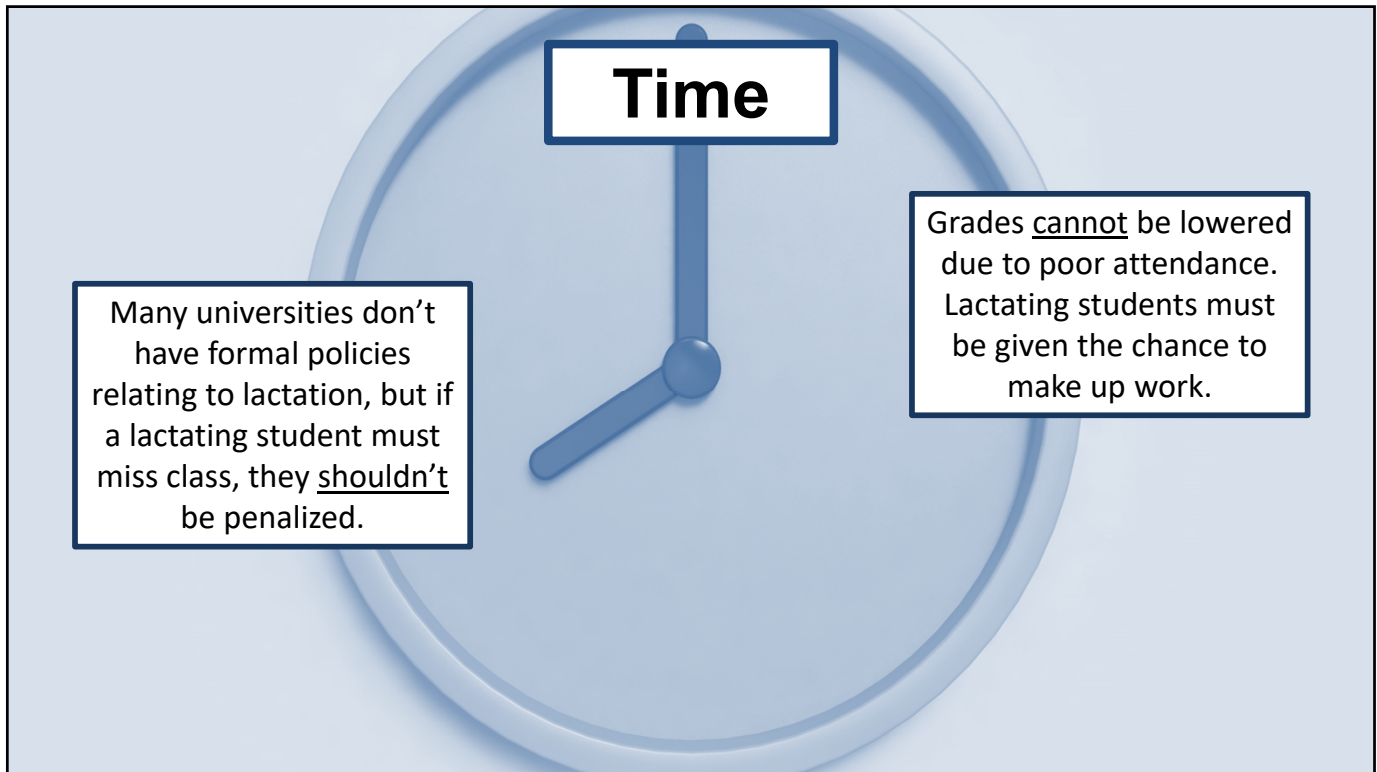 Time
Many universities don’t
have formal policies
relating to lactation, but if
a lactating student must
miss class, they shouldn’t
be penalized.
Grades cannot be lowered
due to poor attendance.
Lactating students must
be given the chance to
make up work.